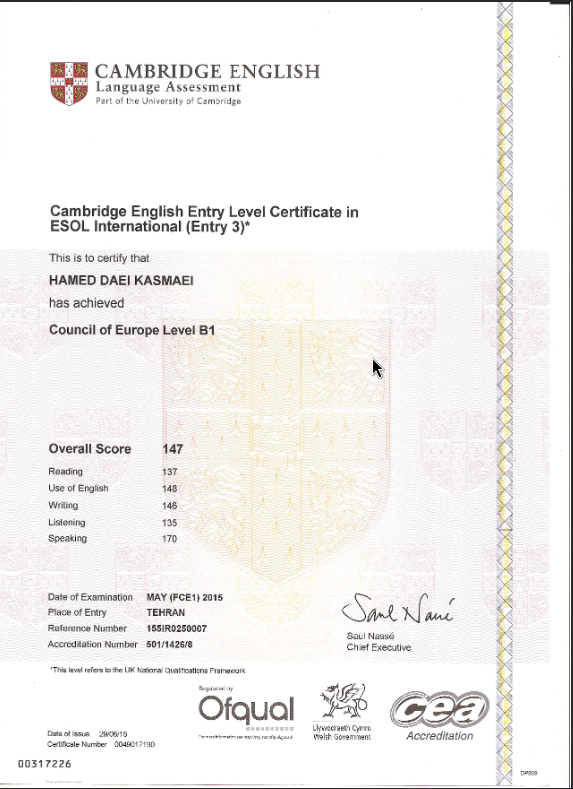 CAMBRIDGE ENGLISH
Language Assessment
Part of the University of Cambridge
Cambridge English Entry Level Certificate in
ESOL International (Entry 3)*
This is to certify that
HAMED DAEI KASMAEI
has achieved
Council of Europe Level B1
Overall Score 147
Reading 137
Use of English 148
Writing 146
Listening 135
Speaking 170
Date of Examination MAY (FCE1) 2015
Place of Entry TEHRAN
Reference Number 155IR0250007
Accreditation Number 501/1426/8
Saul Nassé
Chief Executive
*This level refers to the UK National Qualifications Framework
Regulated by
Ofqual
Llywodraeth Cymru
Welsh Government
cea
Accreditation
Date of Issue 29/06/15
Certificate Number 0049017190
00317226
DP809